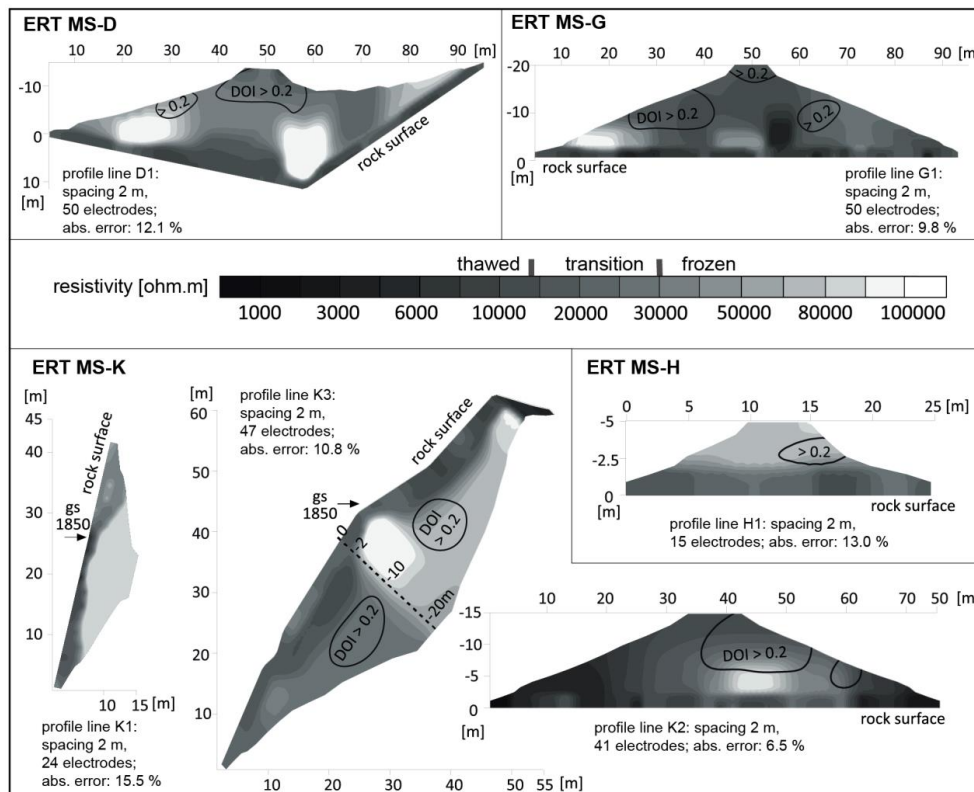 ERT MS-D
10 20 30 40 50 60 70 80 90 [m]
-10
0
10
[m]
> 0.2
DOI > 0.2
rock surface
profile line D1:
spacing 2 m,
50 electrodes;
abs. error: 12.1 %
ERT MS-G
10 20 30 40 50 60 70 80 90 [m]
-20
-10
0
[m]
> 0.2
DOI > 0.2
> 0.2
rock surface
profile line G1:
spacing 2 m,
50 electrodes;
abs. error: 9.8 %
thawed transition frozen
resistivity [ohm.m]
1000 3000 6000 10000 20000 30000 50000 80000 100000
ERT MS-K
[m]
45
40
30
20
10
rock surface
gs
1850
10 15 [m]
profile line K1:
spacing 2 m,
24 electrodes;
abs. error: 15.5 %
profile line K3:
spacing 2 m,
47 electrodes;
abs. error: 10.8 %
[m]
60
50
40
30
20
10
rock surface
gs
1850
DOI
> 0.2
-0
-2
-10
-20m
DOI > 0.2
10 20 30 40 50 55 [m]
ERT MS-H
0 5 10 15 20 25 [m]
-5
-2.5
0
[m]
> 0.2
rock surface
profile line H1: spacing 2 m,
15 electrodes; abs. error: 13.0 %
10 20 30 40 50 60 70 75 [m]
-15
-10
-5
0
[m]
DOI > 0.2
rock surface
profile line K2: spacing 2 m,
41 electrodes; abs. error: 6.5 %